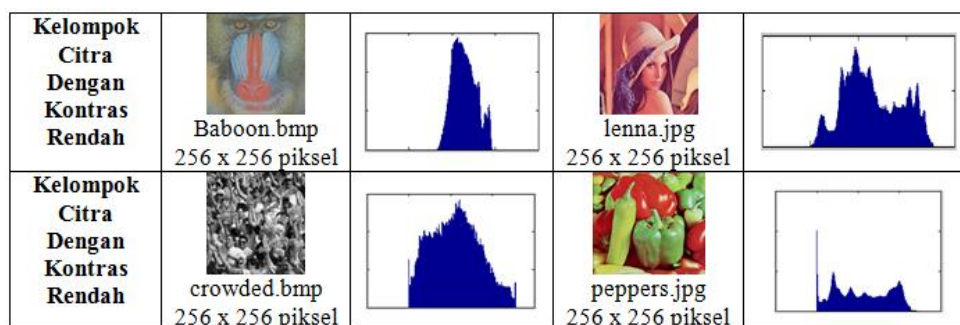 Kelompok
Citra
Dengan
Kontras
Rendah
Baboon.bmp
256 x 256 piksel
lenna.jpg
256 x 256 piksel
Kelompok
Citra
Dengan
Kontras
Rendah
crowded.bmp
256 x 256 piksel
peppers.jpg
256 x 256 piksel